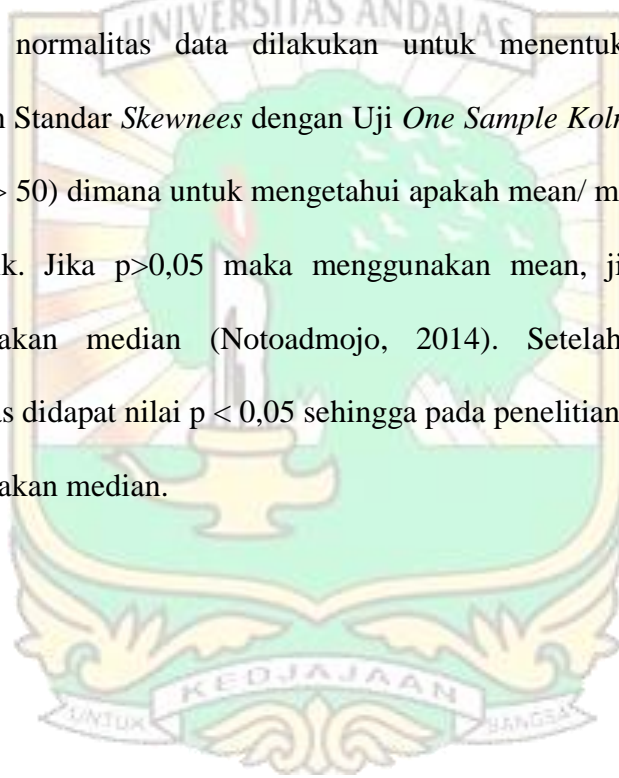 UNIVERSITAS ANDALAS
normalitas data dilakukan untuk menentuk
n Standar Skewnees dengan Uji One Sample Koln
> 50) dimana untuk mengetahui apakah mean/ m
k. Jika p>0,05 maka menggunakan mean, ji
akan median (Notoadmojo, 2014). Setelah
as didapat nilai p < 0,05 sehingga pada penelitian
akan median.
KEDJAJAAN
UNTUK BANGSA